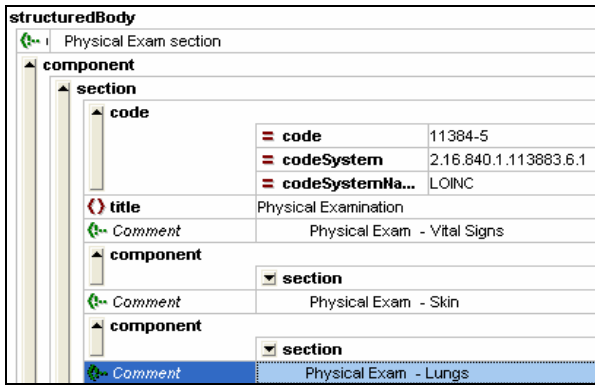 structuredBody
Physical Exam section
component
section
code
= code 11384-5
= codeSystem 2.16.840.1.113883.6.1
= codeSystemNa... LOINC
title Physical Examination
Comment Physical Exam - Vital Signs
component
section
Comment Physical Exam - Skin
component
section
Comment Physical Exam - Lungs